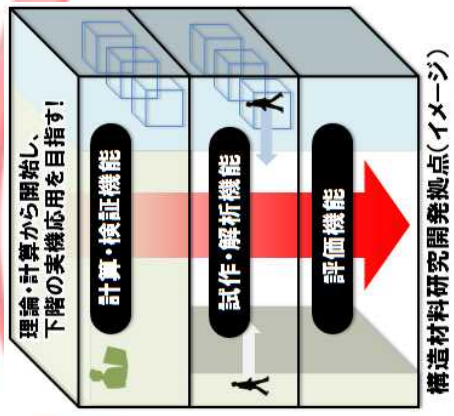 理論・計算から開始し、
下階の実機応用を目指す!
計算・検証機能
試作・解析機能
評価機能
構造材料研究開発拠点(イメージ)